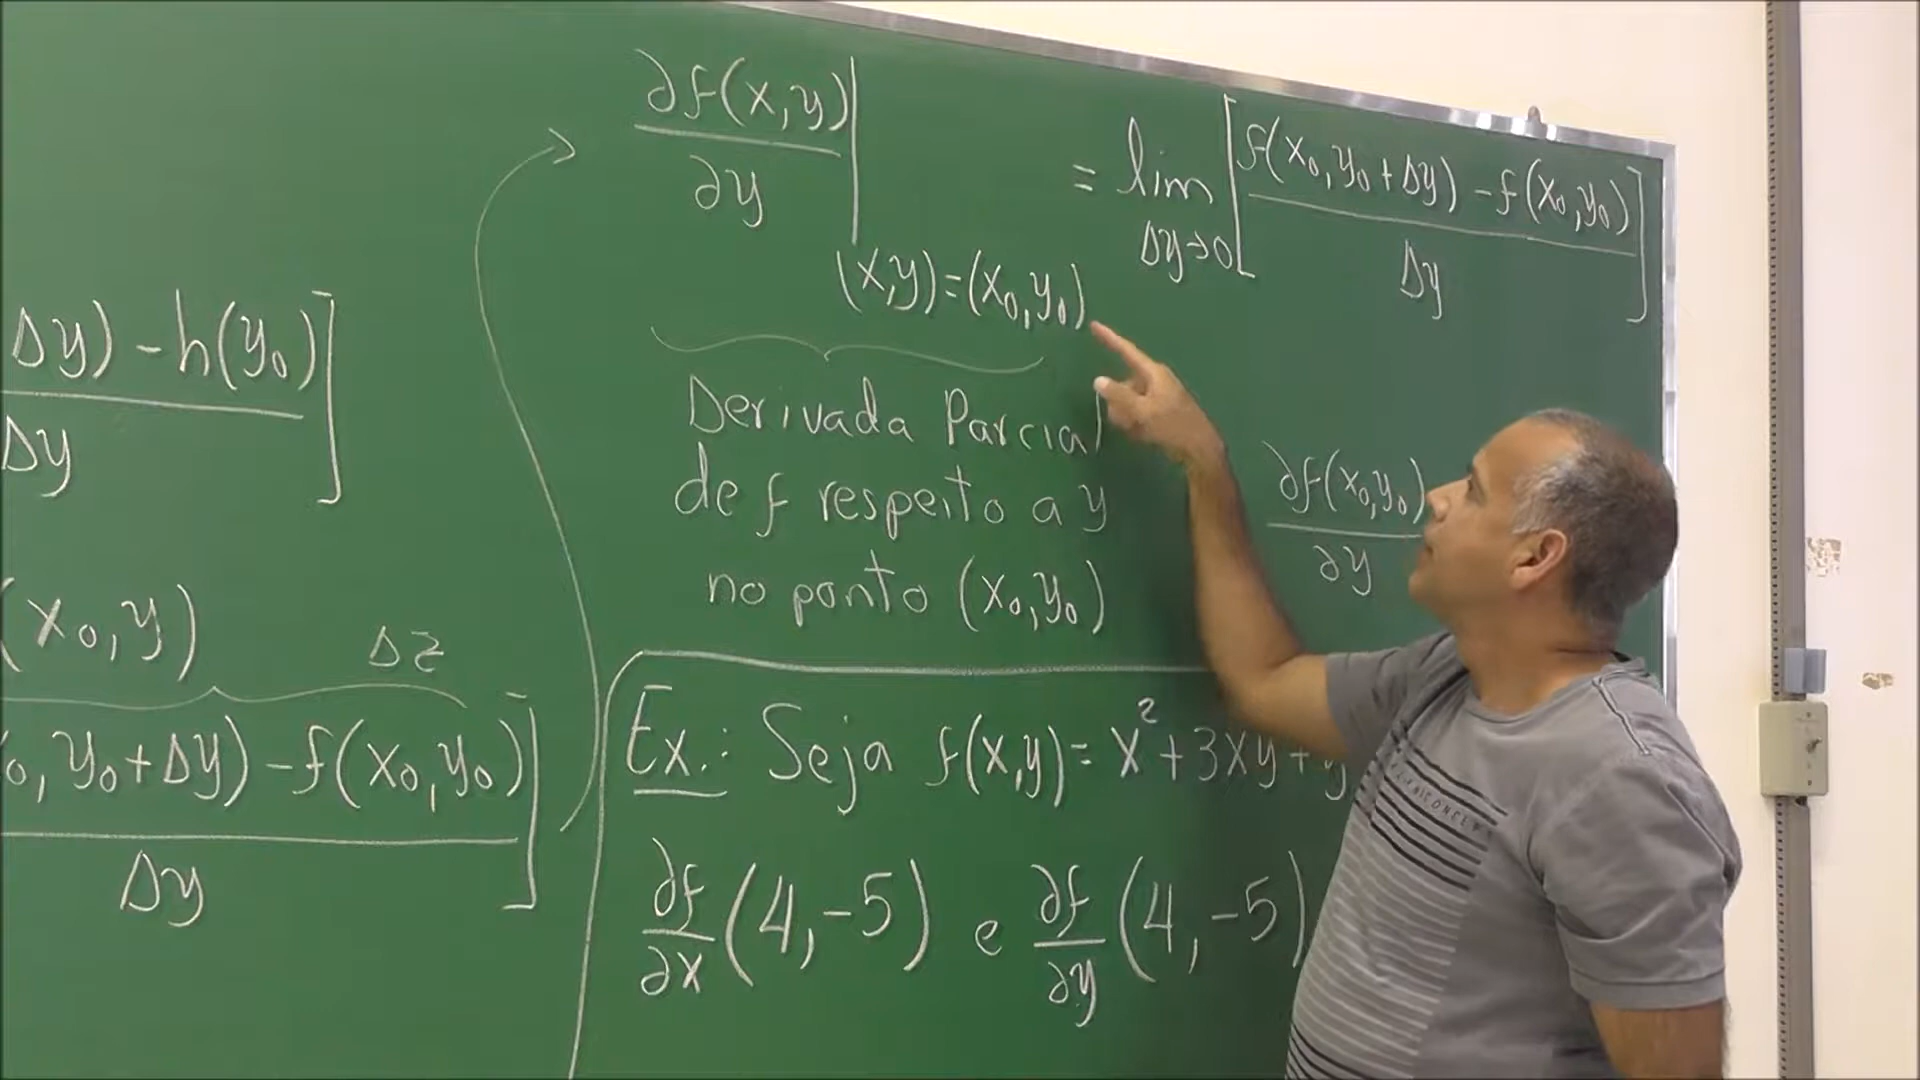 Δy) - h(y₀)]
Δy
(x₀, y)
Δz
₀, y₀+Δy) - f(x₀, y₀)]
Δy
∂f(x,y)|
∂y
(x,y)=(x₀,y₀)
= lim [f(x₀,y₀+Δy) - f(x₀,y₀)]
Δy→0
Δy
Derivada Parcial
de f respeito a y
no ponto (x₀,y₀)
∂f(x₀,y₀)
∂y
Ex.: Seja f(x,y)= x² + 3xy + y
∂f/∂x (4,-5) e ∂f/∂y (4,-5)